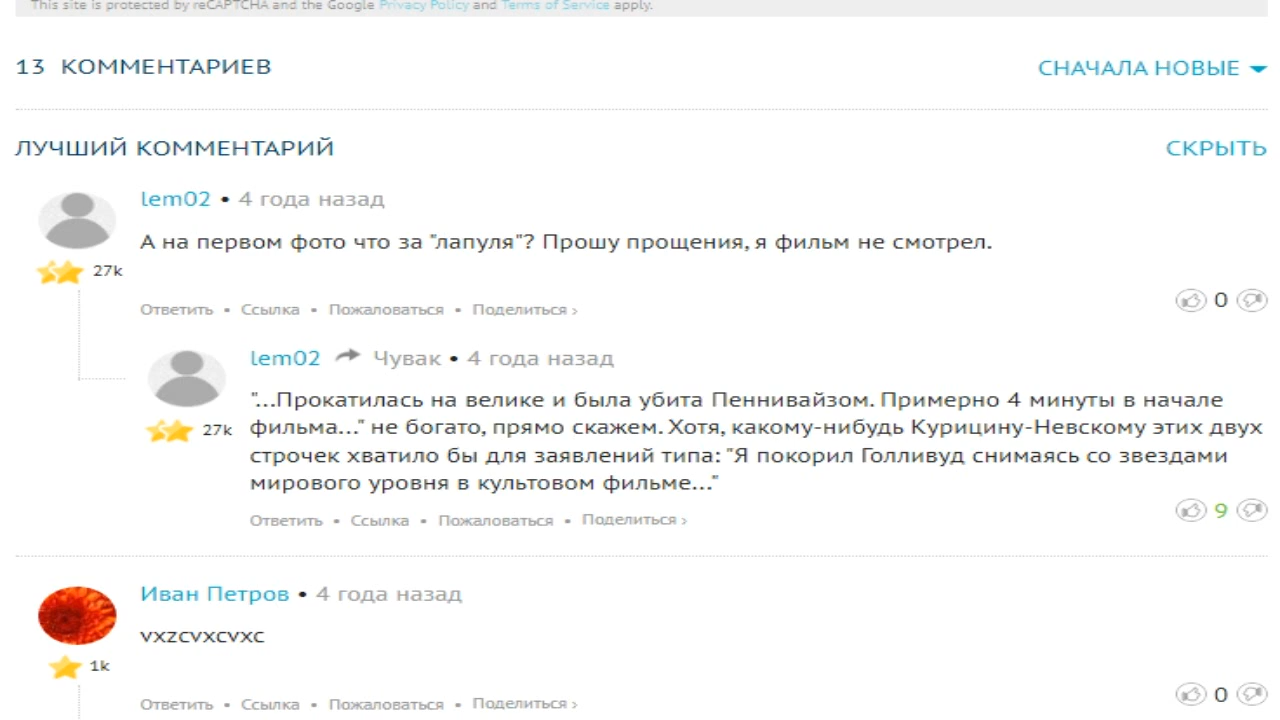 This site is protected by reCAPTCHA and the Google Privacy Policy and Terms of Service apply.
13 КОММЕНТАРИЕВ
СНАЧАЛА НОВЫЕ
ЛУЧШИЙ КОММЕНТАРИЙ
СКРЫТЬ
lem02 • 4 года назад
А на первом фото что за "лапуля"? Прошу прощения, я фильм не смотрел.
27k
Ответить • Ссылка • Пожаловаться • Поделиться ›
0
lem02 Чувак • 4 года назад
"...Прокатилась на велике и была убита Пеннивайзом. Примерно 4 минуты в начале
27k
фильма..." не богато, прямо скажем. Хотя, какому-нибудь Курицину-Невскому этих двух
строчек хватило бы для заявлений типа: "Я покорил Голливуд снимаясь со звездами
мирового уровня в культовом фильме..."
Ответить • Ссылка • Пожаловаться • Поделиться ›
9
Иван Петров • 4 года назад
vxzcvxcvxc
1k
Ответить • Ссылка • Пожаловаться • Поделиться ›
0